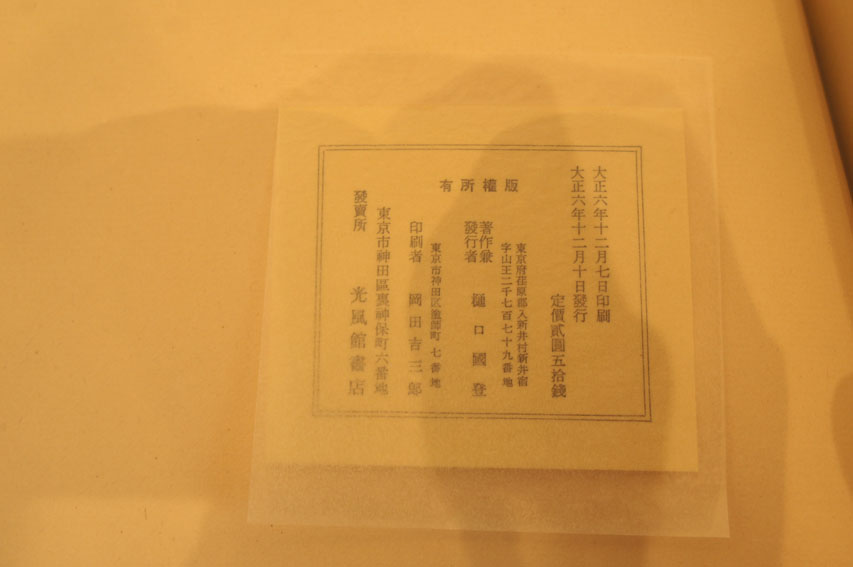 大正六年十二月七日印刷
大正六年十二月十日發行
定價貳圓五拾錢
版權所有
東京府荏原郡入新井村新井宿
字山王二千七百七十九番地
著作兼
發行者 樋口國登
東京市神田區蠟師町七番地
印刷者 岡田吉三郎
東京市神田區裏神保町六番地
發賣所 光風館書店